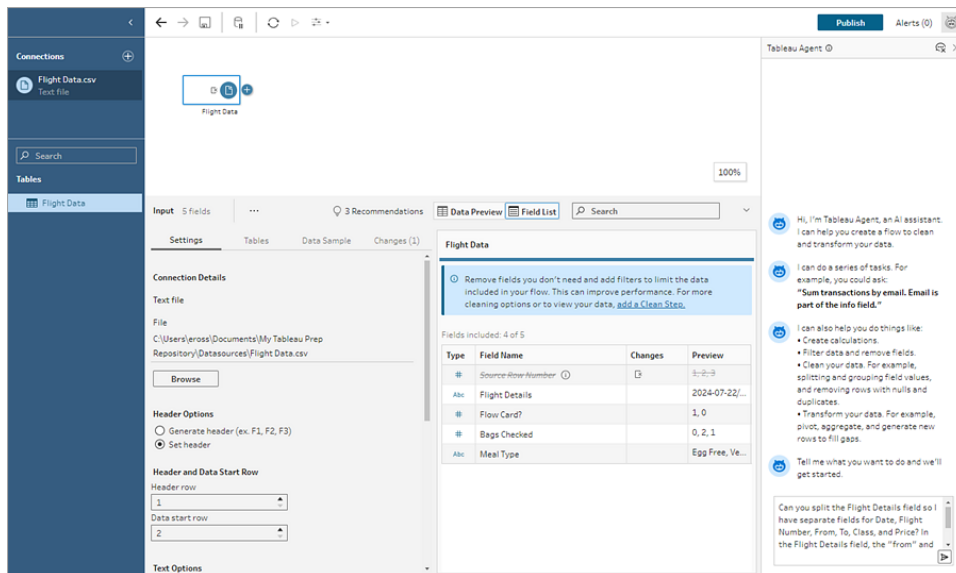 Publish
Alerts (0)
Connections
Flight Data.csv
Text file
Search
Tables
Flight Data
Flight Data
100%
Input 5 fields ... 3 Recommendations Data Preview Field List Search
Settings Tables Data Sample Changes (1)
Connection Details
Text file
File
C:\Users\eross\Documents\My Tableau Prep
Repository\Datasources\Flight Data.csv
Browse
Header Options
Generate header (ex. F1, F2, F3)
Set header
Header and Data Start Row
Header row
1
Data start row
2
Text Options
Flight Data
Remove fields you don't need and add filters to limit the data
included in your flow. This can improve performance. For more
cleaning options or to view your data, add a Clean Step.
Fields included: 4 of 5
Type Field Name Changes Preview
# Source Row Number 1, 2, 3
Abc Flight Details 2024-07-22/...
# Flow Card? 1, 0
# Bags Checked 0, 2, 1
Abc Meal Type Egg Free, Ve...
Tableau Agent
Hi, I'm Tableau Agent, an AI assistant.
I can help you create a flow to clean
and transform your data.
I can do a series of tasks. For
example, you could ask:
"Sum transactions by email. Email is
part of the info field."
I can also help you do things like:
• Create calculations.
• Filter data and remove fields.
• Clean your data. For example,
splitting and grouping field values,
and removing rows with nulls and
duplicates.
• Transform your data. For example,
pivot, aggregate, and generate new
rows to fill gaps.
Tell me what you want to do and we'll
get started.
Can you split the Flight Details field so I
have separate fields for Date, Flight
Number, From, To, Class, and Price? In
the Flight Details field, the "from" and